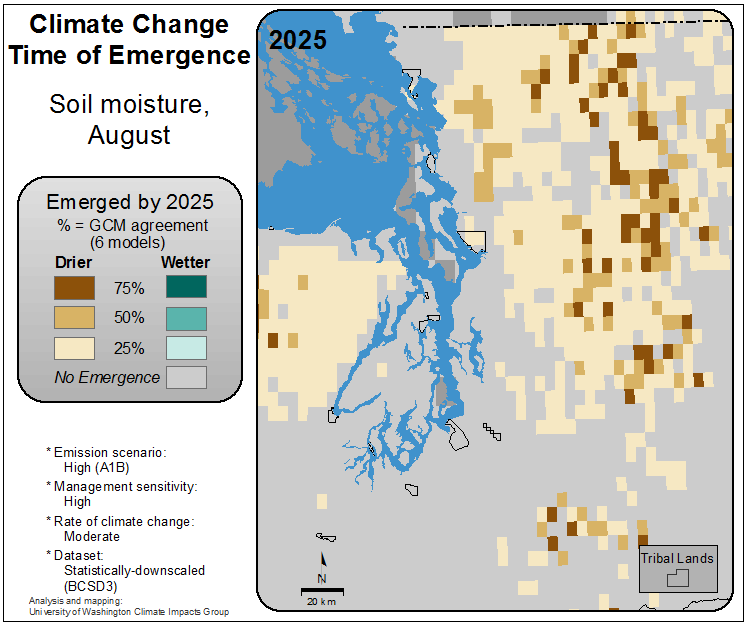 Climate Change
Time of Emergence
Soil moisture,
August
Emerged by 2025
% = GCM agreement
(6 models)
Drier Wetter
75%
50%
25%
No Emergence
* Emission scenario:
High (A1B)
* Management sensitivity:
High
* Rate of climate change:
Moderate
* Dataset:
Statistically-downscaled
(BCSD3)
Analysis and mapping:
University of Washington Climate Impacts Group
2025
N
20 km
Tribal Lands